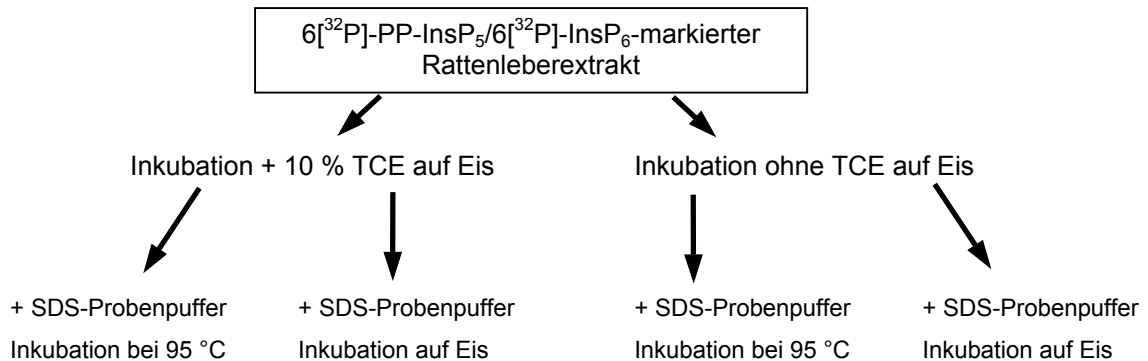 6[³²P]-PP-InsP₅/6[³²P]-InsP₆-markierter
Rattenleberextrakt
Inkubation + 10 % TCE auf Eis
Inkubation ohne TCE auf Eis
+ SDS-Probenpuffer
Inkubation bei 95 °C
+ SDS-Probenpuffer
Inkubation auf Eis
+ SDS-Probenpuffer
Inkubation bei 95 °C
+ SDS-Probenpuffer
Inkubation auf Eis